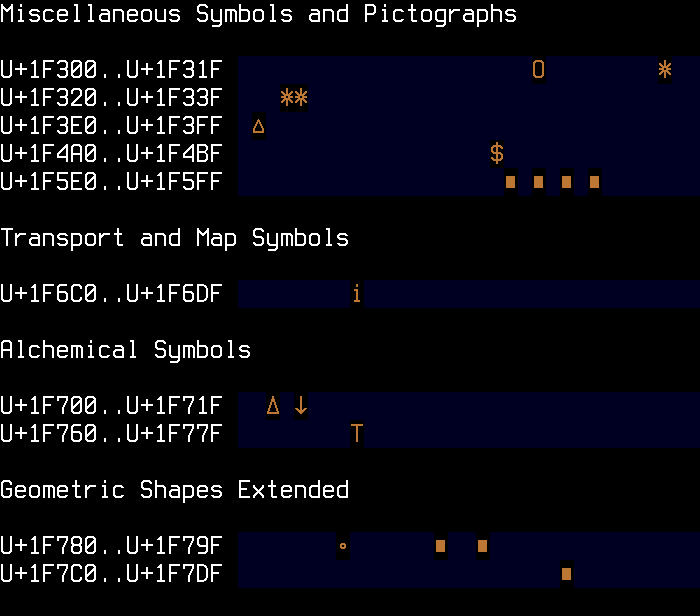 Miscellaneous Symbols and Pictographs
U+1F300..U+1F31F O *
U+1F320..U+1F33F **
U+1F3E0..U+1F3FF Δ
U+1F4A0..U+1F4BF $
U+1F5E0..U+1F5FF ■ ■ ■ ■
Transport and Map Symbols
U+1F6C0..U+1F6DF i
Alchemical Symbols
U+1F700..U+1F71F Δ ↓
U+1F760..U+1F77F T
Geometric Shapes Extended
U+1F780..U+1F79F ∘ ■ ■
U+1F7C0..U+1F7DF ■